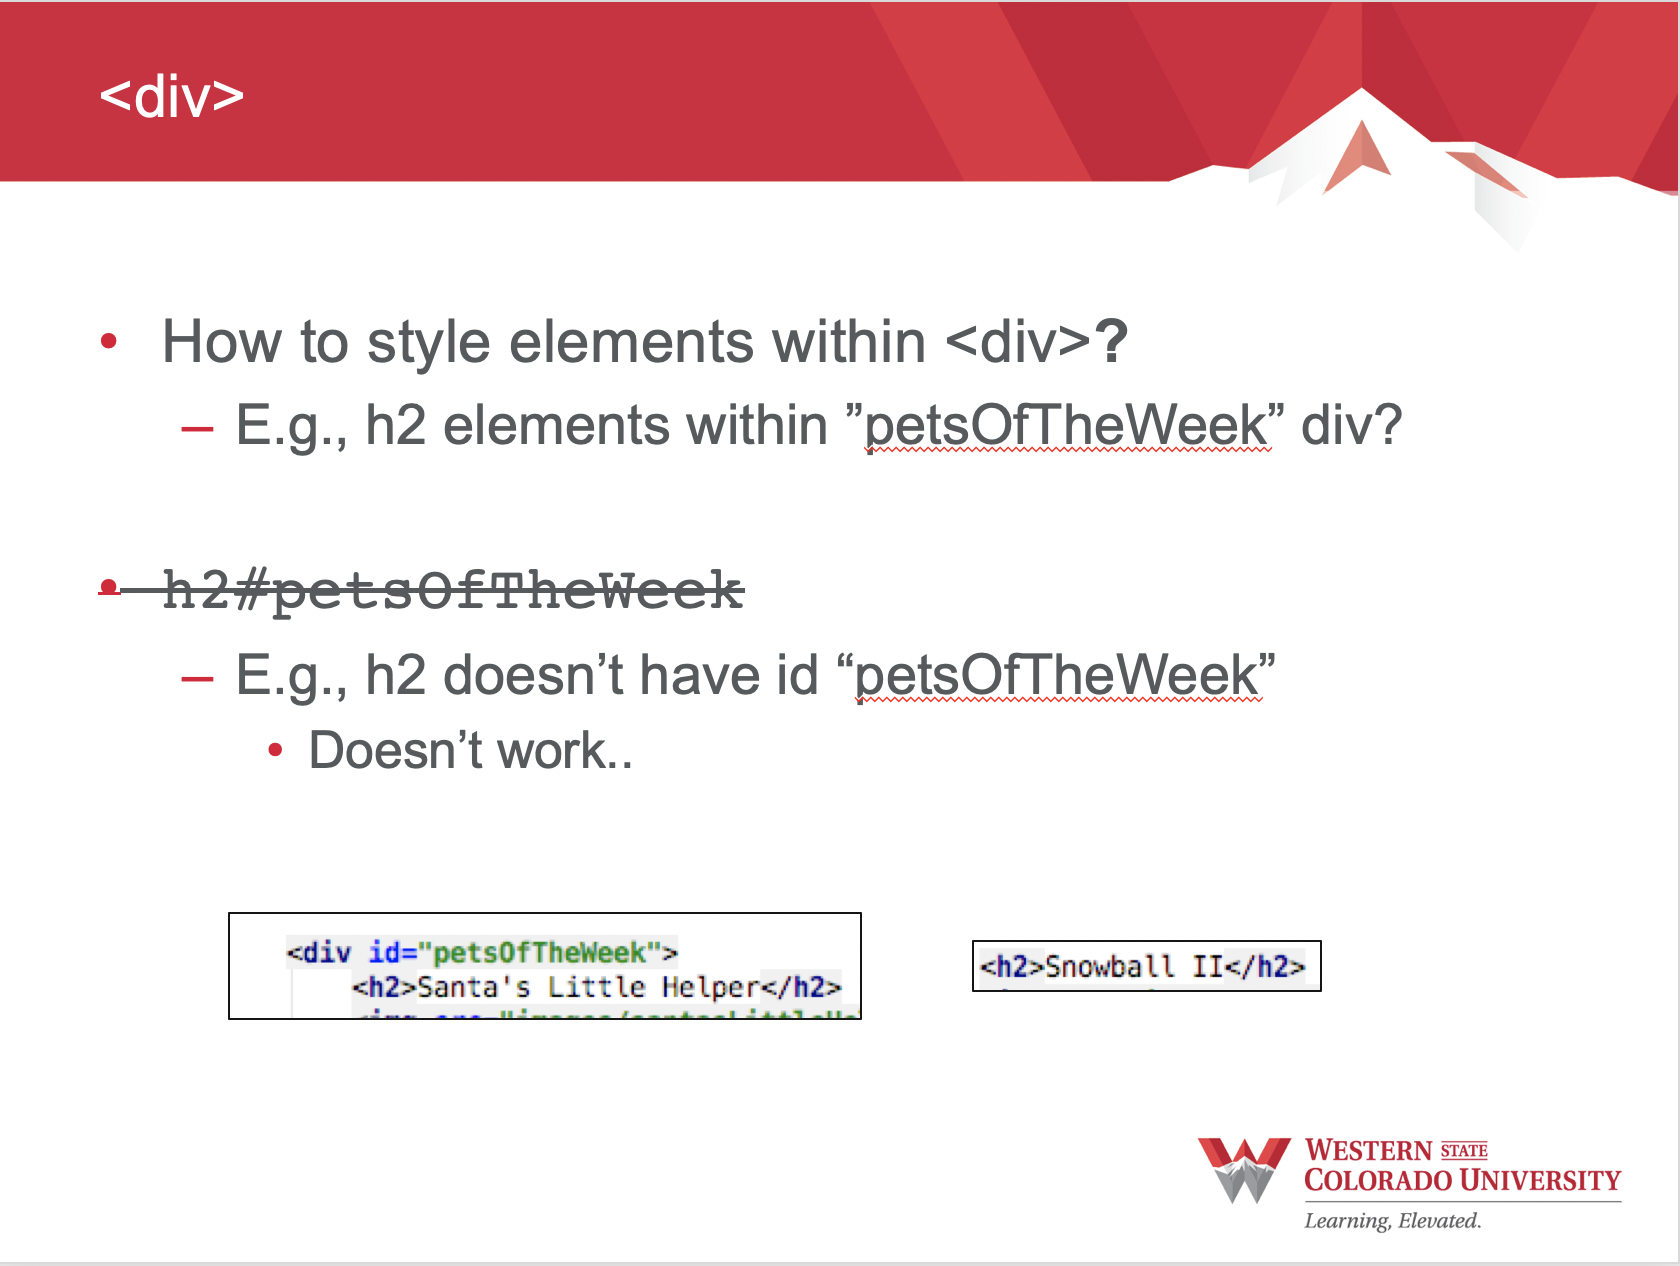 <div>
• How to style elements within <div>?
– E.g., h2 elements within ”petsOfTheWeek” div?
• h2#petsOfTheWeek
– E.g., h2 doesn’t have id “petsOfTheWeek”
• Doesn’t work..
<div id="petsOfTheWeek">
<h2>Santa's Little Helper</h2>
<h2>Snowball II</h2>
WESTERN STATE
COLORADO UNIVERSITY
Learning, Elevated.